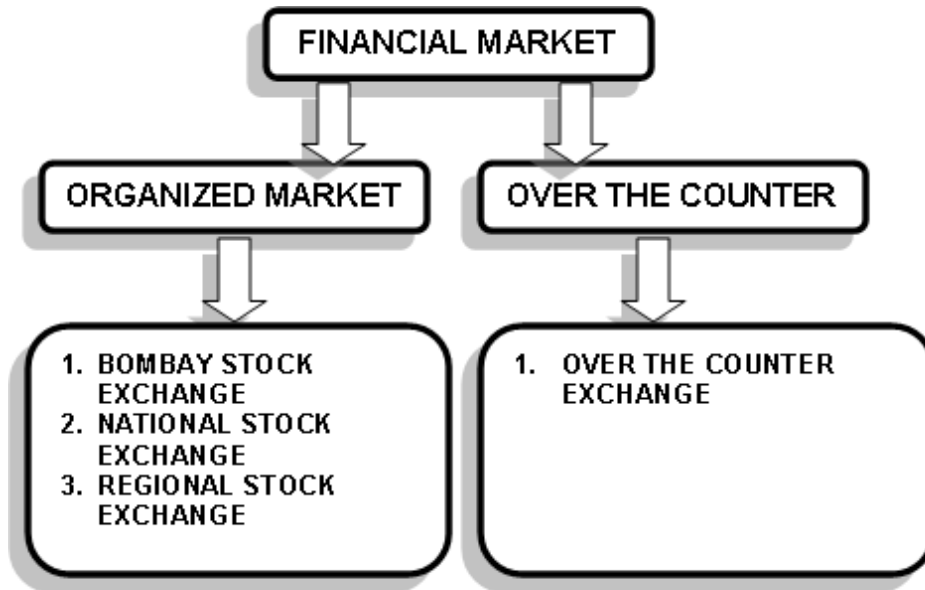 FINANCIAL MARKET
ORGANIZED MARKET
OVER THE COUNTER
1. BOMBAY STOCK
EXCHANGE
2. NATIONAL STOCK
EXCHANGE
3. REGIONAL STOCK
EXCHANGE
1. OVER THE COUNTER
EXCHANGE